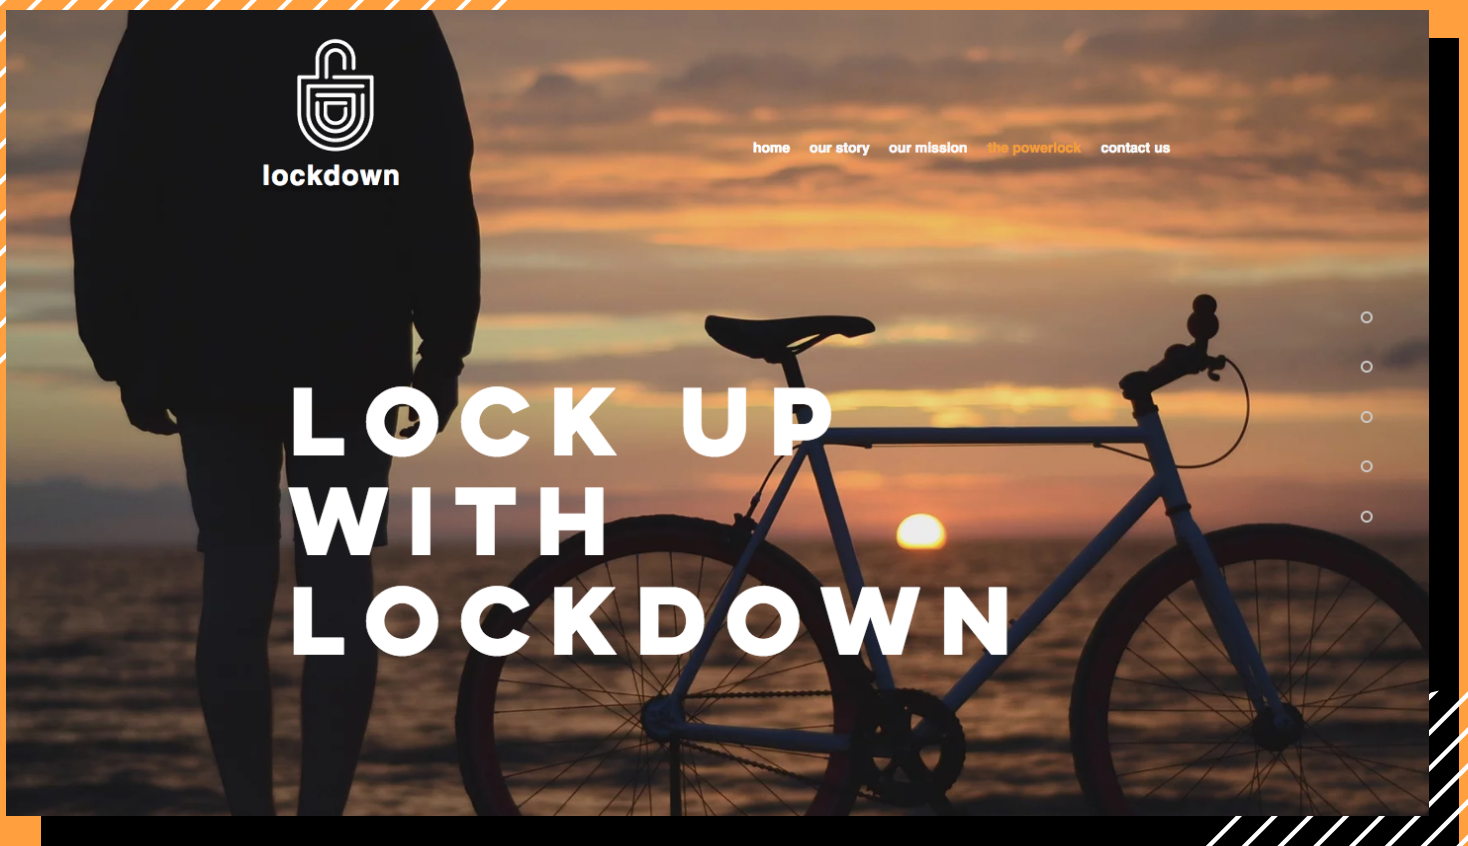 lockdown
home our story our mission the powerlock contact us
LOCK UP
WITH
LOCKDOWN